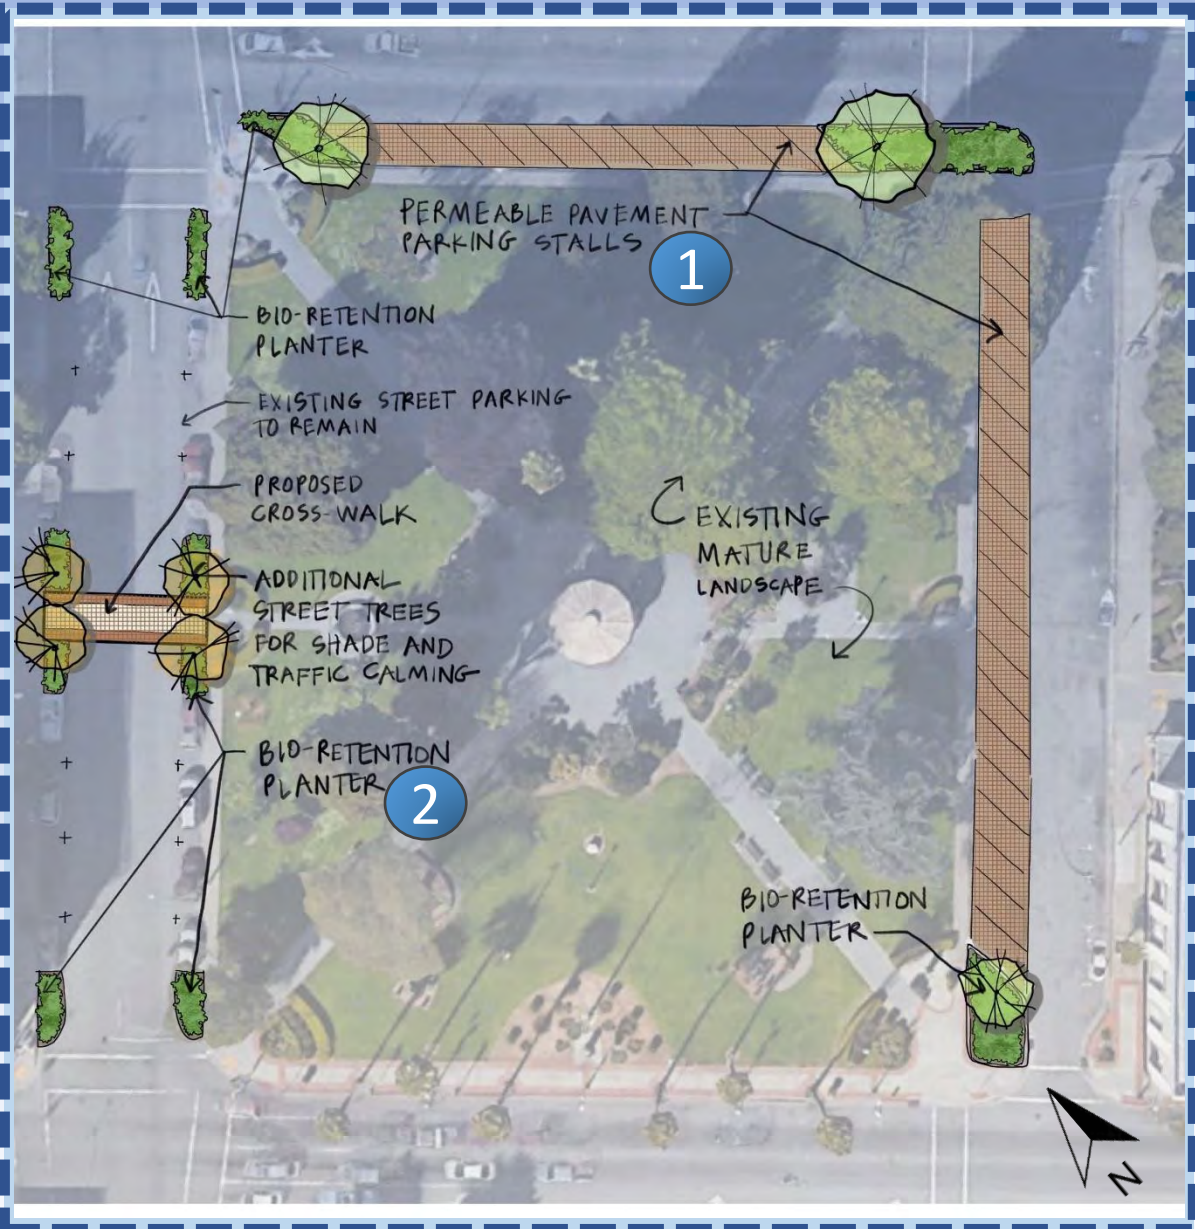 PERMEABLE PAVEMENT
PARKING STALLS
1
BIO-RETENTION
PLANTER
EXISTING STREET PARKING
TO REMAIN
PROPOSED
CROSS-WALK
EXISTING
MATURE
LANDSCAPE
ADDITIONAL
STREET TREES
FOR SHADE AND
TRAFFIC CALMING
BIO-RETENTION
PLANTER
2
BIO-RETENTION
PLANTER
N